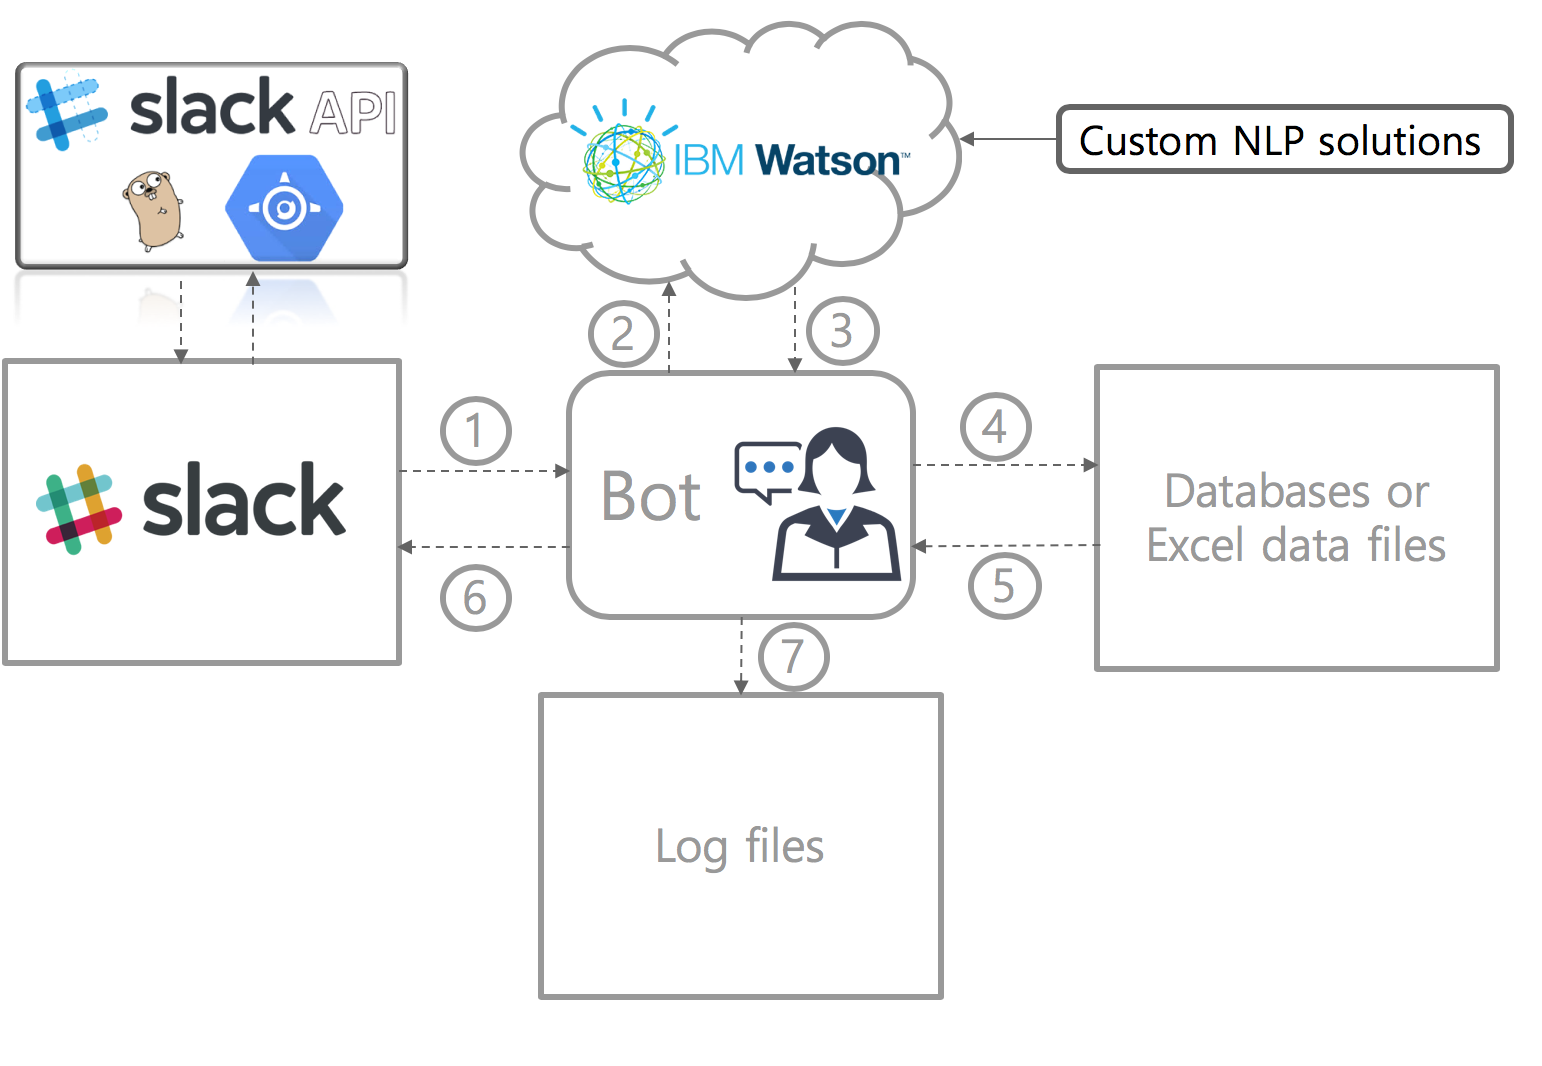 slack API
IBM Watson™
Custom NLP solutions
2
3
1
4
slack
Bot
Databases or
Excel data files
6
5
7
Log files